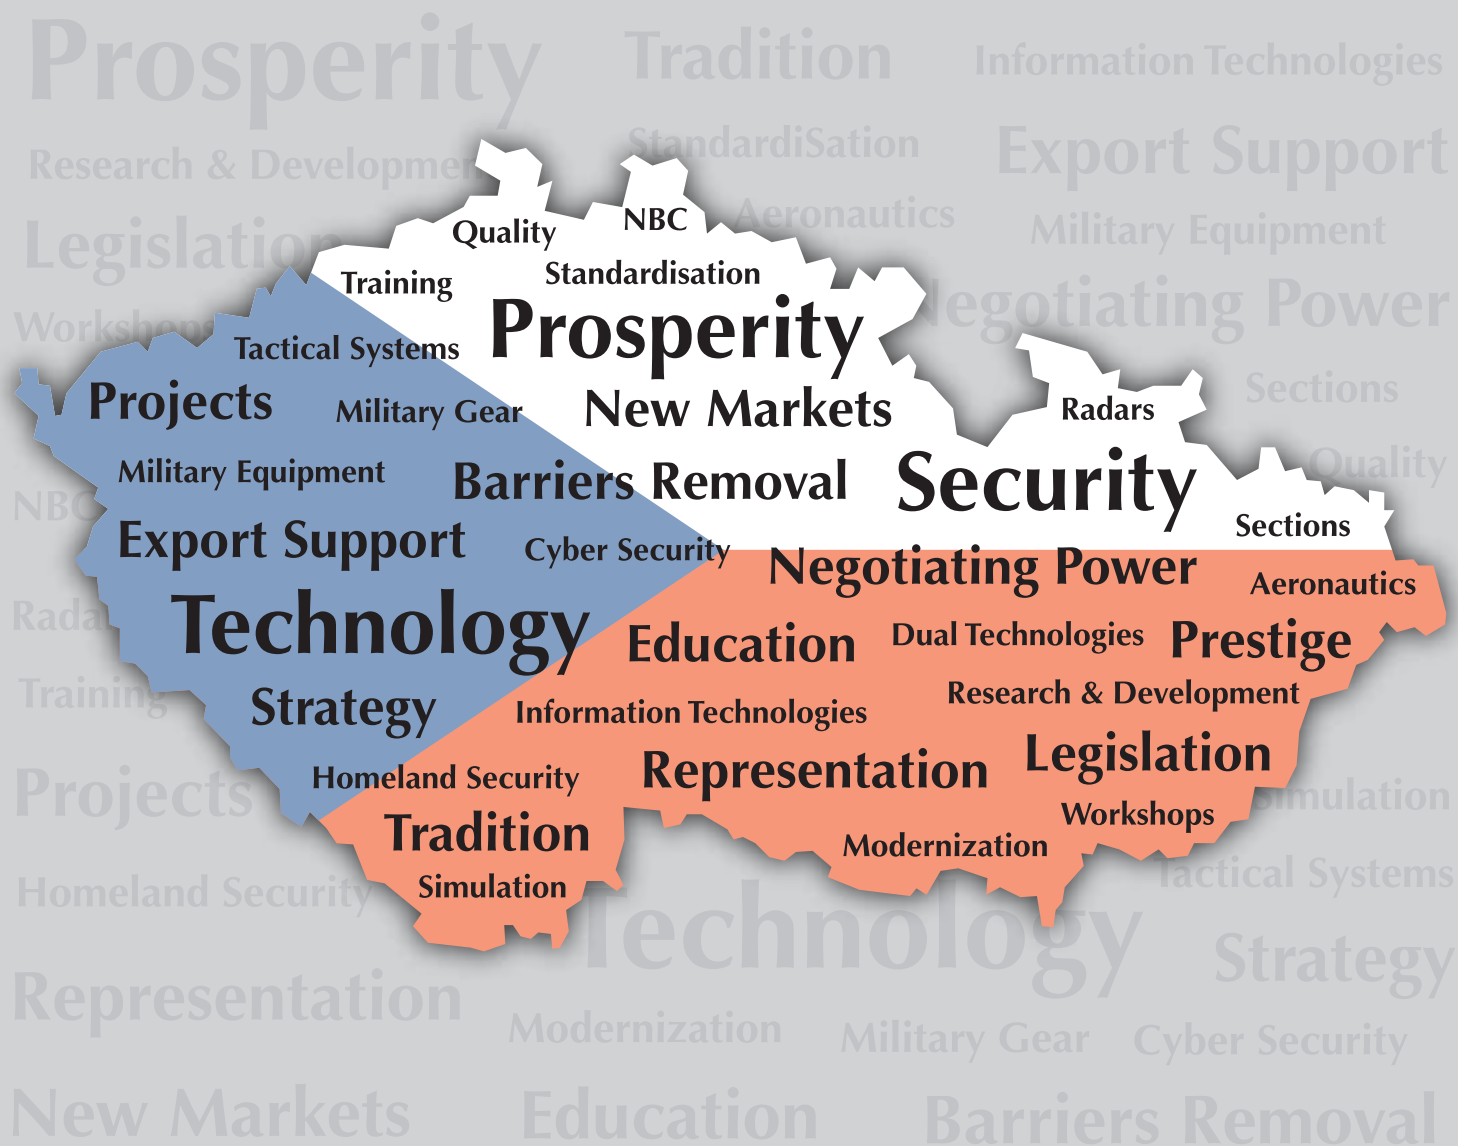 Prosperity
Tradition
Information Technologies
Research & Developmen
StandardiSation
Export Support
Legislation
Aeronautics
Military Equipment
Quality
NBC
Training
Standardisation
Negotiating Power
Workshops
Prosperity
Tactical Systems
Projects
Military Gear
New Markets
Radars
Sections
Military Equipment
Barriers Removal
Security
Quality
NBC
Export Support
Cyber Security
Sections
Negotiating Power
Aeronautics
Technology
Education
Dual Technologies
Prestige
Rada
Training
Strategy
Information Technologies
Research & Development
Homeland Security
Representation
Legislation
Projects
Simulation
Tradition
Modernization
Workshops
Simulation
Homeland Security
Tactical Systems
Technology
Strategy
Representation
Modernization
Military Gear
Cyber Security
New Markets
Education
Barriers Removal